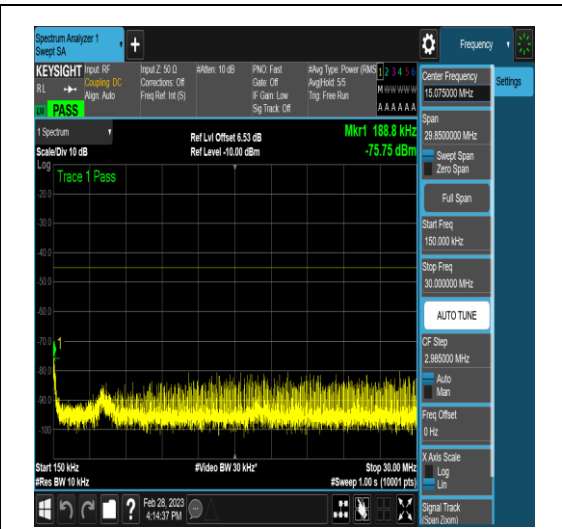 Spectrum Analyzer 1
Swept SA
Frequency
KEYSIGHT
RL
PASS
Input: RF
Coupling: DC
Align: Auto
Input Z: 50 Ω
Corrections: Off
Freq Ref: Int (S)
#Atten: 10 dB
PNO: Fast
Gate: Off
IF Gain: Low
Sig Track: Off
#Avg Type: Power (RMS
Avg|Hold: 5/5
Trig: Free Run
1 2 3 4 5 6
M W W W W W
A A A A A A
1 Spectrum
Scale/Div 10 dB
Ref Lvl Offset 6.53 dB
Ref Level -10.00 dBm
Mkr1 188.8 kHz
-75.75 dBm
Log
Trace 1 Pass
-20.0
-30.0
-40.0
-50.0
-60.0
-70.0
-80.0
-90.0
-100
1
Start 150 kHz
#Res BW 10 kHz
#Video BW 30 kHz*
Stop 30.00 MHz
#Sweep 1.00 s (10001 pts)
Feb 28, 2023
4:14:37 PM
Center Frequency
15.075000 MHz
Settings
Span
29.8500000 MHz
Swept Span
Zero Span
Full Span
Start Freq
150.000 kHz
Stop Freq
30.000000 MHz
AUTO TUNE
CF Step
2.985000 MHz
Auto
Man
Freq Offset
0 Hz
X Axis Scale
Log
Lin
Signal Track
(Span Zoom)